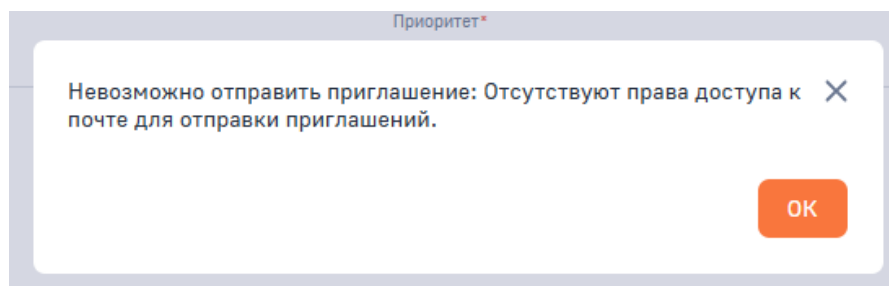 Приоритет*
Невозможно отправить приглашение: Отсутствуют права доступа к
почте для отправки приглашений.
ОК